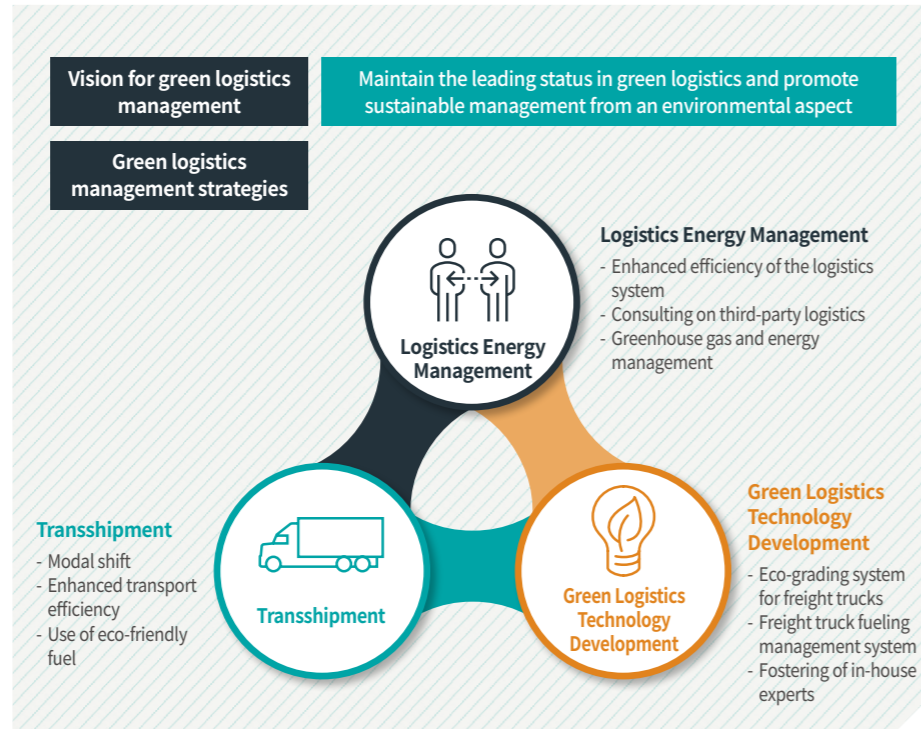 Vision for green logistics
management
Maintain the leading status in green logistics and promote
sustainable management from an environmental aspect
Green logistics
management strategies
Logistics Energy
Management
Logistics Energy Management
- Enhanced efficiency of the logistics
system
- Consulting on third-party logistics
- Greenhouse gas and energy
management
Transshipment
- Modal shift
- Enhanced transport
efficiency
- Use of eco-friendly
fuel
Transshipment
Green Logistics
Technology
Development
Green Logistics
Technology
Development
- Eco-grading system
for freight trucks
- Freight truck fueling
management system
- Fostering of in-house
experts